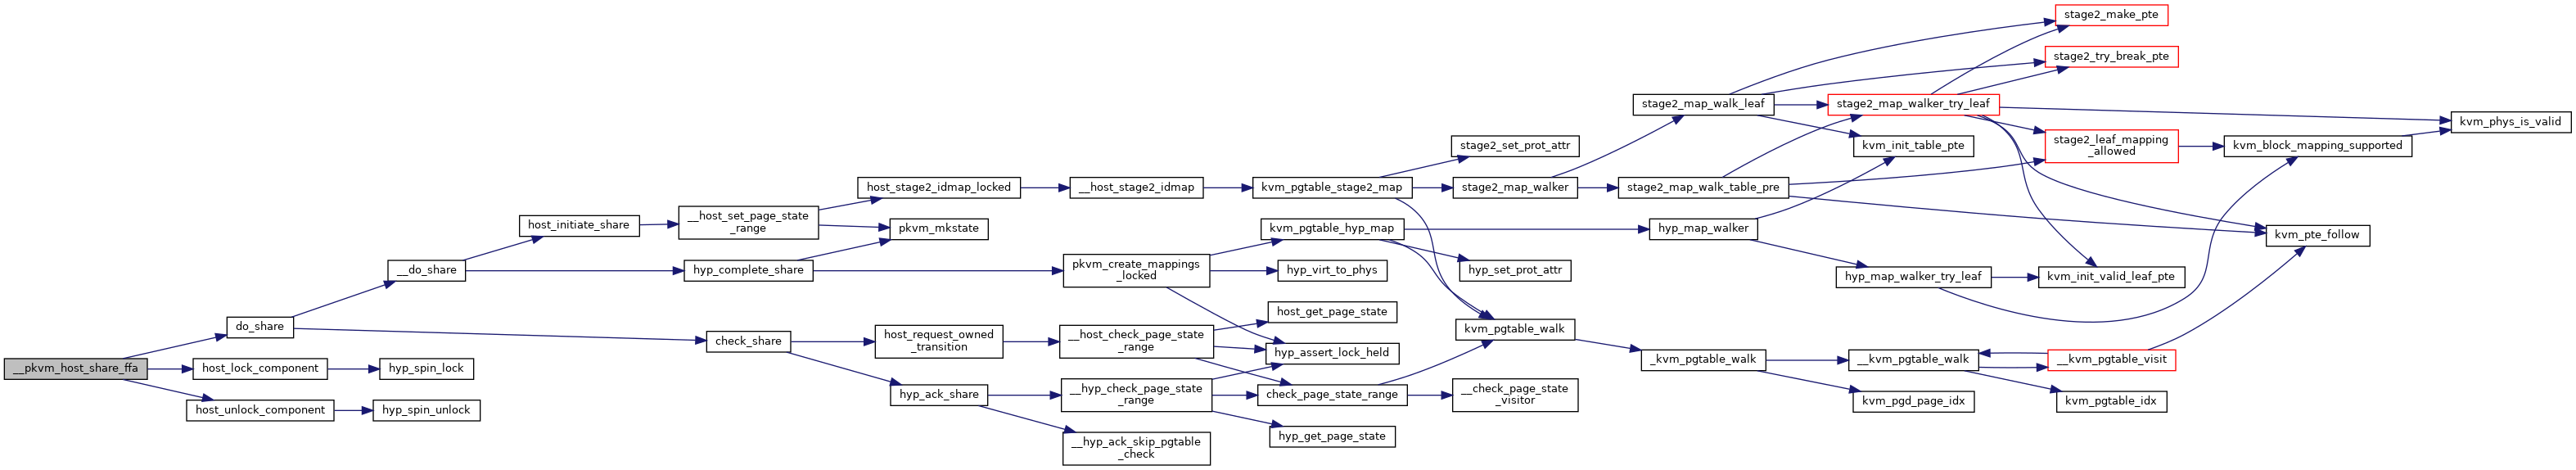 __pkvm_host_share_ffa
do_share
host_lock_component
host_unlock_component
__do_share
hyp_spin_lock
hyp_spin_unlock
host_initiate_share
__host_set_page_state
_range
hyp_complete_share
check_share
host_stage2_idmap_locked
pkvm_mkstate
host_request_owned
_transition
hyp_ack_share
__host_stage2_idmap
pkvm_create_mappings
_locked
__host_check_page_state
_range
__hyp_check_page_state
_range
__hyp_ack_skip_pgtable
_check
kvm_pgtable_stage2_map
kvm_pgtable_hyp_map
hyp_virt_to_phys
host_get_page_state
hyp_assert_lock_held
check_page_state_range
hyp_get_page_state
stage2_set_prot_attr
stage2_map_walker
hyp_set_prot_attr
kvm_pgtable_walk
__check_page_state
_visitor
stage2_map_walk_leaf
stage2_map_walk_table_pre
hyp_map_walker
_kvm_pgtable_walk
stage2_map_walker_try_leaf
kvm_init_table_pte
hyp_map_walker_try_leaf
__kvm_pgtable_walk
kvm_pgd_page_idx
stage2_make_pte
stage2_try_break_pte
stage2_leaf_mapping
_allowed
kvm_init_valid_leaf_pte
__kvm_pgtable_visit
kvm_pgtable_idx
kvm_block_mapping_supported
kvm_pte_follow
kvm_phys_is_valid